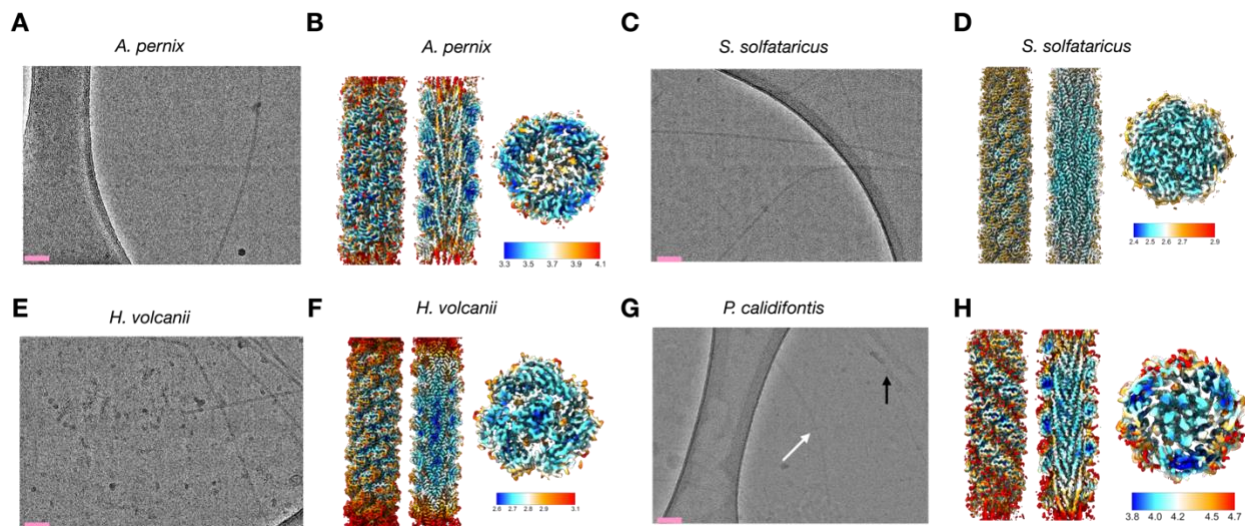 A
A. pernix
B
A. pernix
3.3 3.5 3.7 3.9 4.1
C
S. solfataricus
D
S. solfataricus
2.4 2.5 2.6 2.7 2.9
E
H. volcanii
F
H. volcanii
2.6 2.7 2.8 2.9 3.1
G
P. calidifontis
H
3.8 4.0 4.2 4.5 4.7